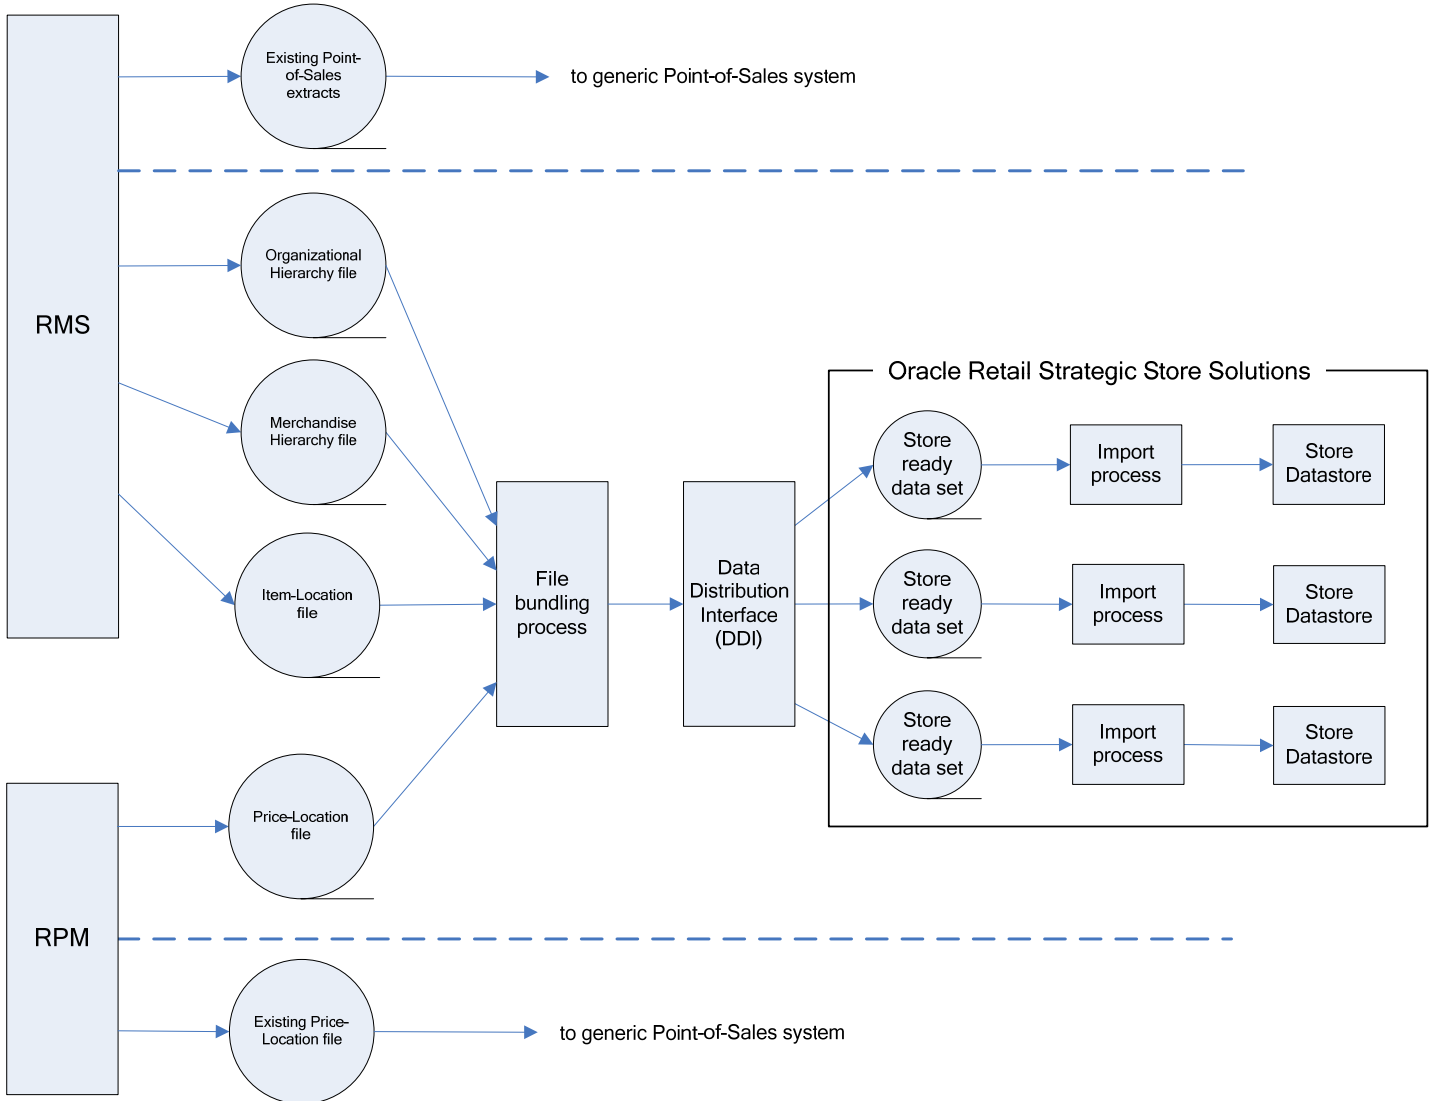 Existing Point-
of-Sales
extracts
to generic Point-of-Sales system
Organizational
Hierarchy file
RMS
Merchandise
Hierarchy file
Item-Location
file
File
bundling
process
Data
Distribution
Interface
(DDI)
Oracle Retail Strategic Store Solutions
Store
ready
data set
Import
process
Store
Datastore
Store
ready
data set
Import
process
Store
Datastore
Store
ready
data set
Import
process
Store
Datastore
Price-Location
file
RPM
Existing Price-
Location file
to generic Point-of-Sales system